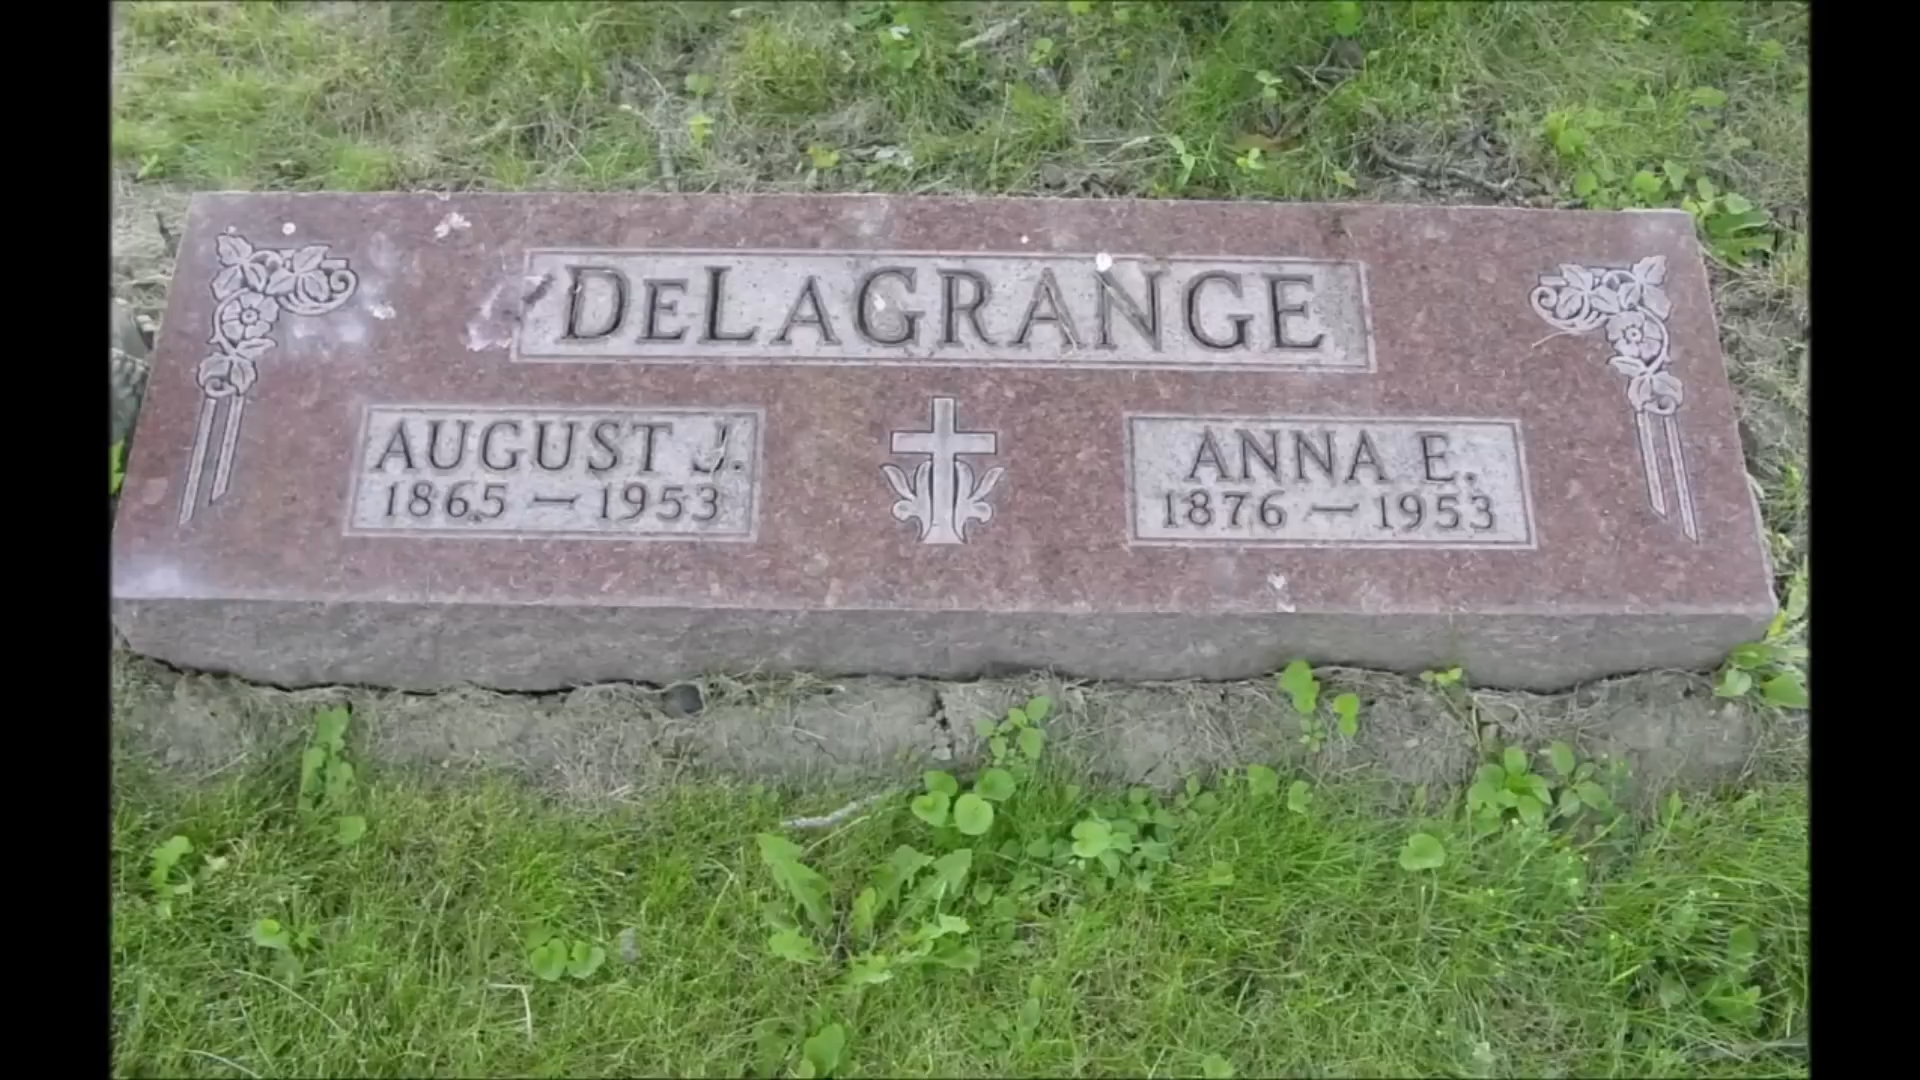 DeLaGRANGE
AUGUST J.
1865 — 1953
ANNA E.
1876 — 1953